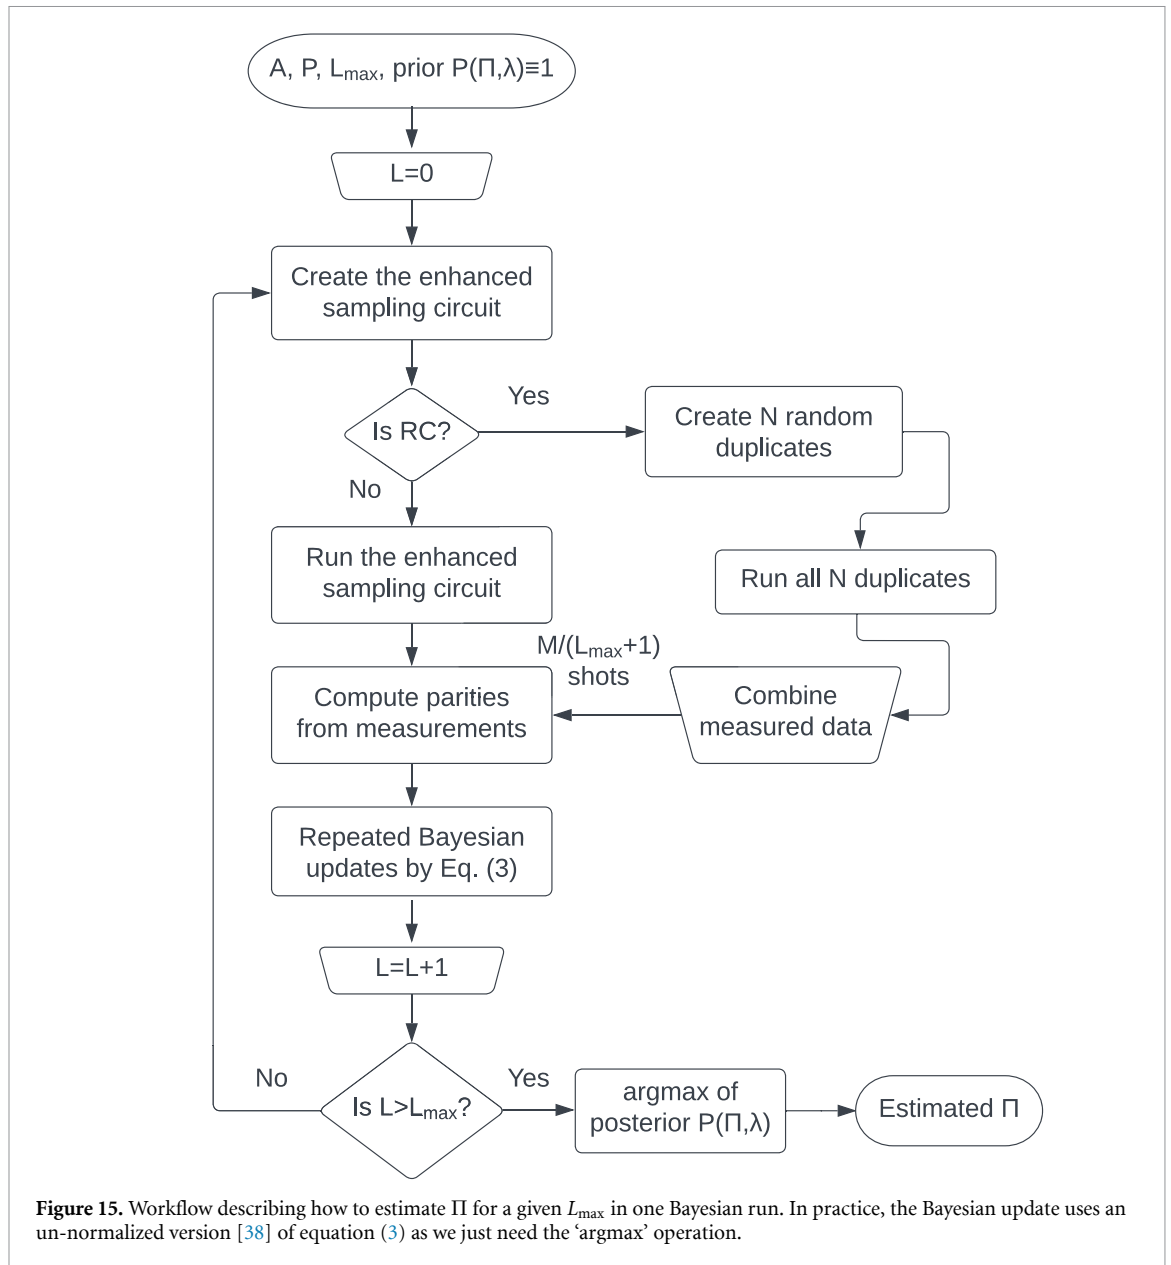 A, P, Lmax, prior P(Π,λ)≡1
L=0
Create the enhanced
sampling circuit
Is RC?
Yes
Create N random
duplicates
No
Run the enhanced
sampling circuit
Run all N duplicates
M/(Lmax+1)
shots
Compute parities
from measurements
Combine
measured data
Repeated Bayesian
updates by Eq. (3)
L=L+1
Is L>Lmax?
No
Yes
argmax of
posterior P(Π,λ)
Estimated Π
Figure 15. Workflow describing how to estimate Π for a given Lmax in one Bayesian run. In practice, the Bayesian update uses an
un-normalized version [38] of equation (3) as we just need the ‘argmax’ operation.